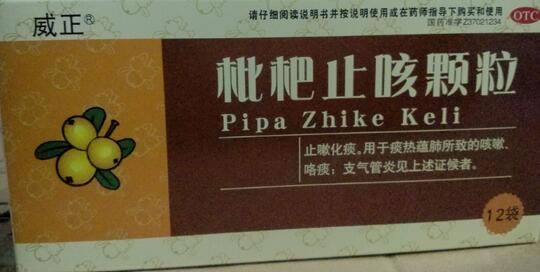 威正®
请仔细阅读说明书并按说明使用或在药师指导下购买和使用
国药准字Z37021234
OTC
枇杷止咳颗粒
Pipa Zhike Keli
止嗽化痰。用于痰热蕴肺所致的咳嗽、
咯痰；支气管炎见上述证候者。
12袋